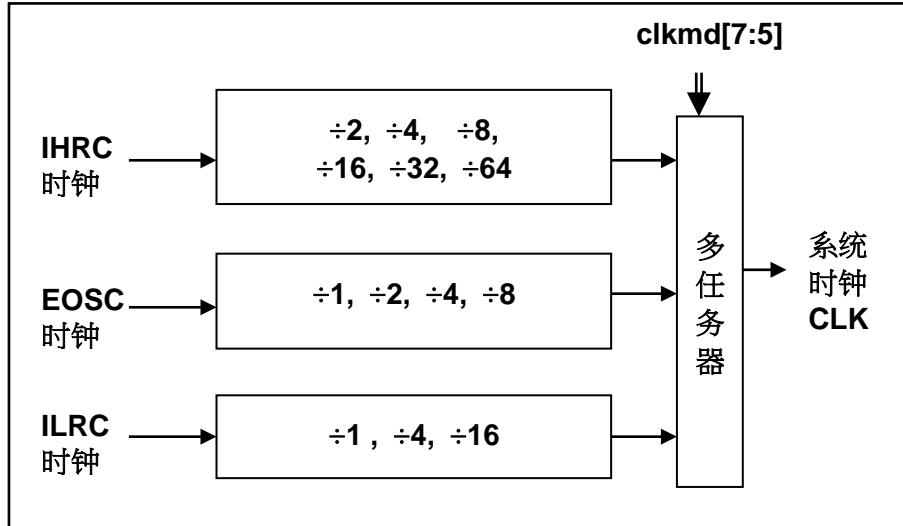 clkmd[7:5]
IHRC
时钟
÷2, ÷4, ÷8,
÷16, ÷32, ÷64
EOSC
时钟
÷1, ÷2, ÷4, ÷8
ILRC
时钟
÷1 , ÷4, ÷16
多
任
务
器
系统
时钟
CLK